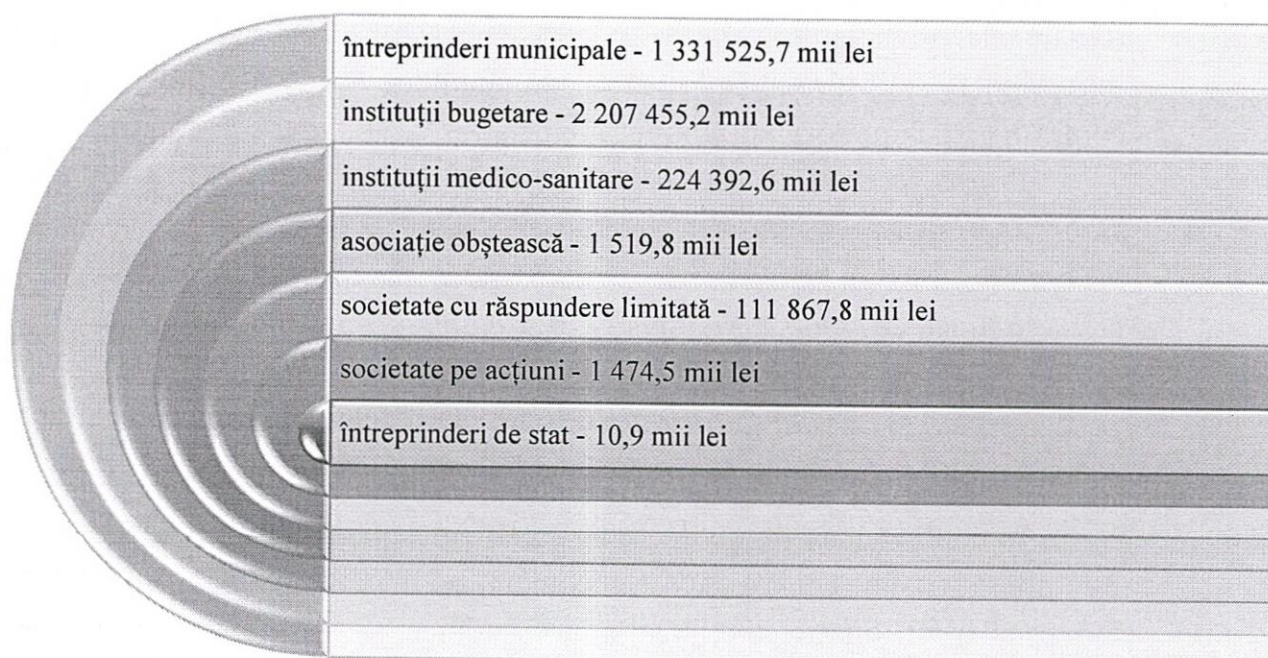 întreprinderi municipale - 1 331 525,7 mii lei
instituții bugetare - 2 207 455,2 mii lei
instituții medico-sanitare - 224 392,6 mii lei
asociație obștească - 1 519,8 mii lei
societate cu răspundere limitată - 111 867,8 mii lei
societate pe acțiuni - 1 474,5 mii lei
întreprinderi de stat - 10,9 mii lei